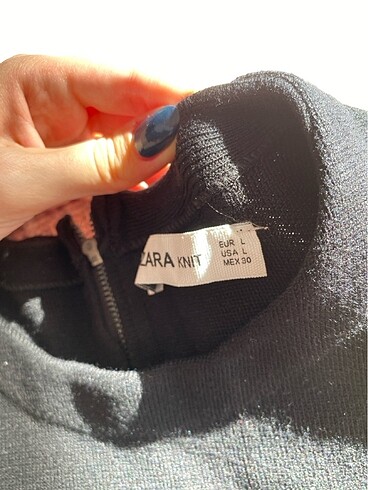 ZARA KNIT
EUR L
USA L
MEX 30